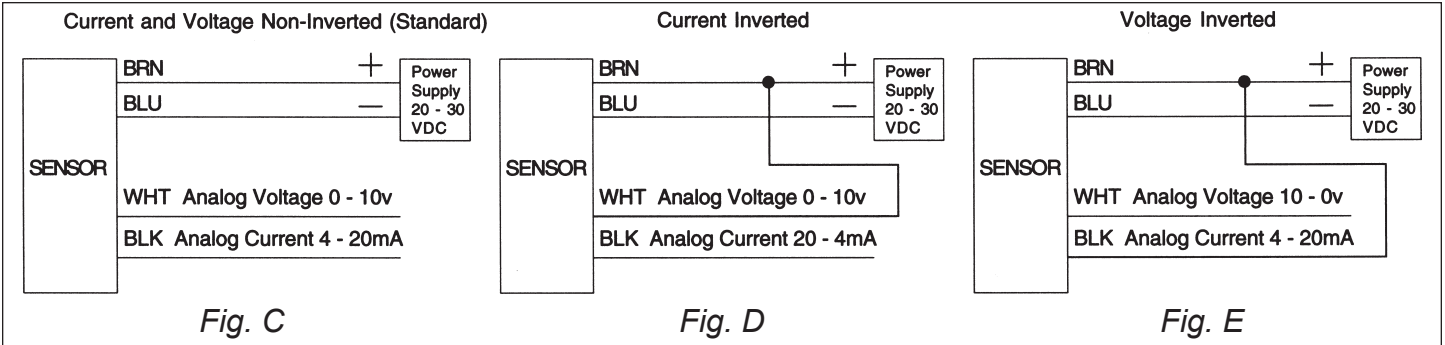 Current and Voltage Non-Inverted (Standard)
BRN
+
BLU
—
Power
Supply
20 - 30
VDC
SENSOR
WHT Analog Voltage 0 - 10v
BLK Analog Current 4 - 20mA
Fig. C
Current Inverted
BRN
+
BLU
—
Power
Supply
20 - 30
VDC
SENSOR
WHT Analog Voltage 0 - 10v
BLK Analog Current 20 - 4mA
Fig. D
Voltage Inverted
BRN
+
BLU
—
Power
Supply
20 - 30
VDC
SENSOR
WHT Analog Voltage 10 - 0v
BLK Analog Current 4 - 20mA
Fig. E